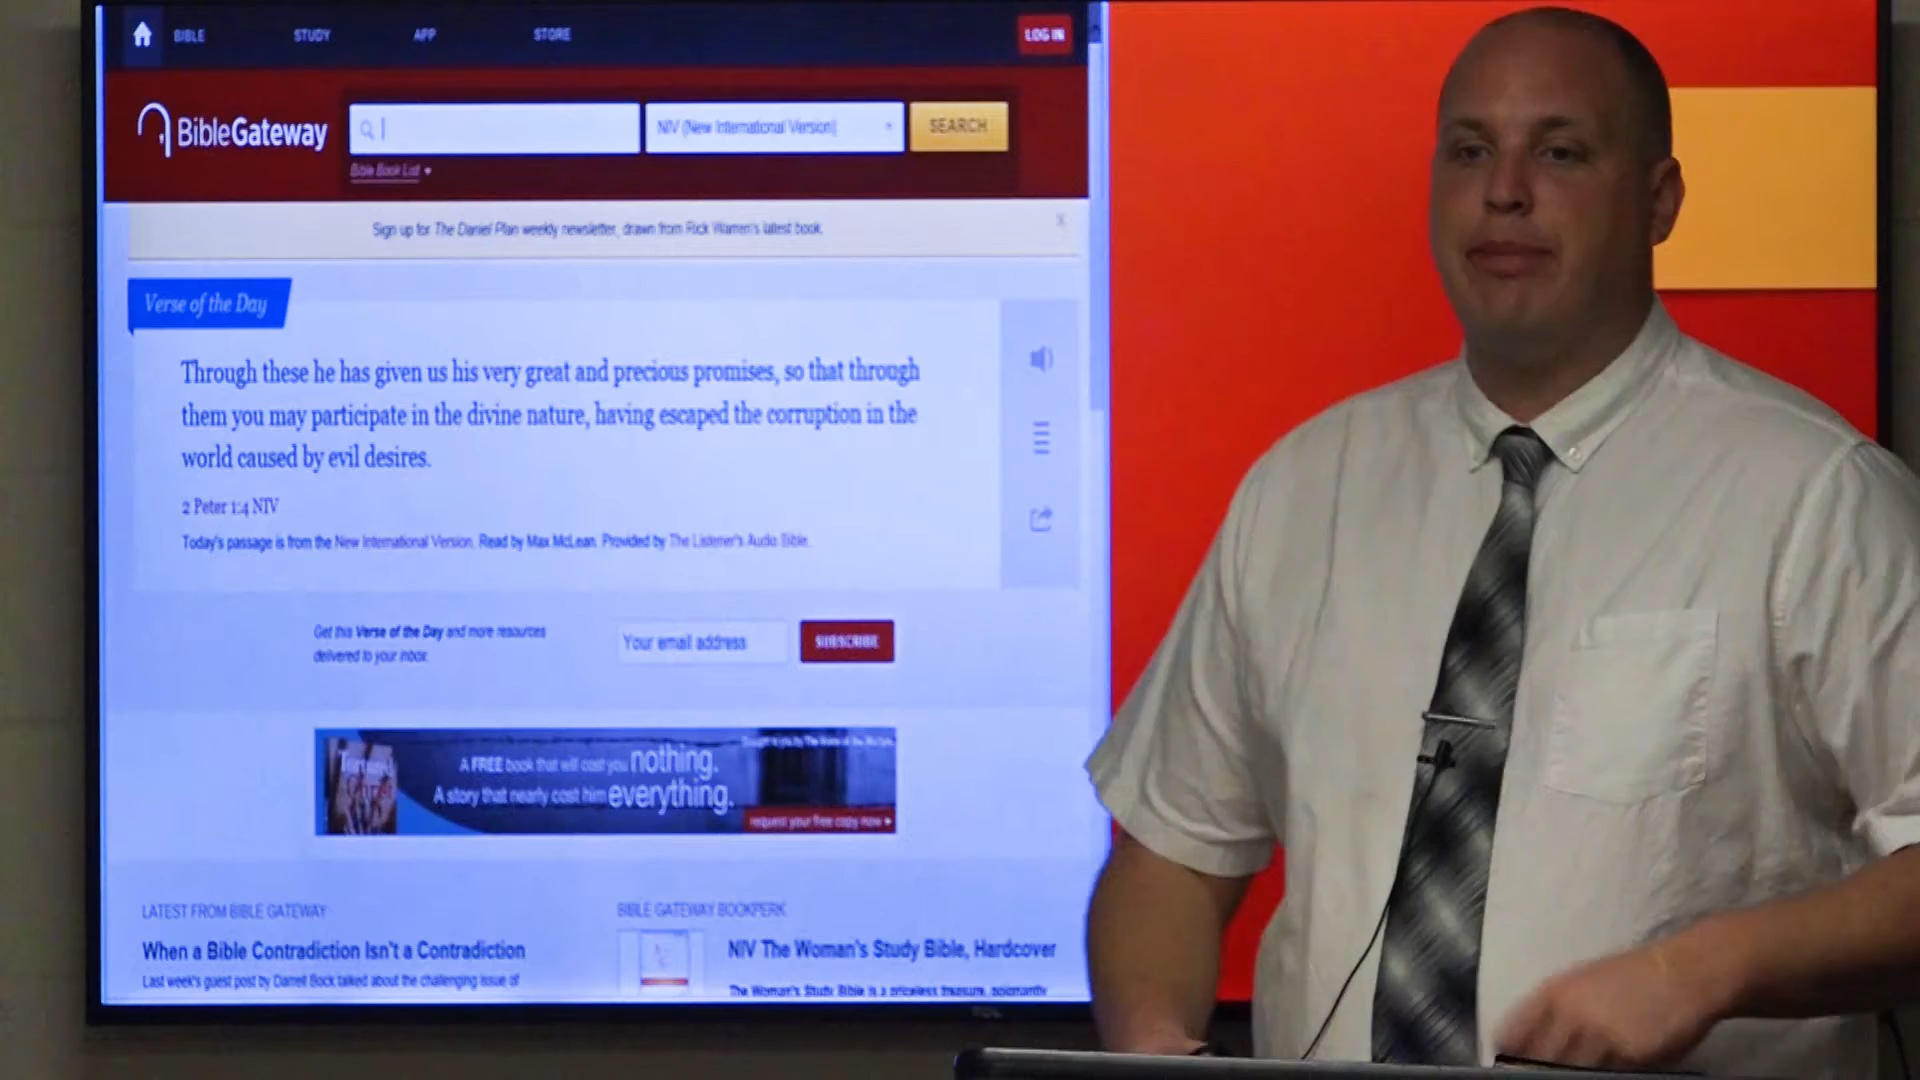 BIBLE STUDY APP STORE LOG IN
BibleGateway
NIV (New International Version)
SEARCH
Bible Book List
Sign up for The Daniel Plan weekly newsletter, drawn from Rick Warren's latest book.
X
Verse of the Day
Through these he has given us his very great and precious promises, so that through
them you may participate in the divine nature, having escaped the corruption in the
world caused by evil desires.
2 Peter 1:4 NIV
Today's passage is from the New International Version. Read by Max McLean. Provided by The Listener's Audio Bible.
Get this Verse of the Day and more resources
delivered to your inbox.
Your email address
SUBSCRIBE
A FREE book that will cost you nothing.
A story that nearly cost him everything.
request your free copy now
LATEST FROM BIBLE GATEWAY
When a Bible Contradiction Isn't a Contradiction
Last week's guest post by Darrell Bock talked about the challenging issue of
BIBLE GATEWAY BOOKPERK
NIV The Woman's Study Bible, Hardcover
The Woman's Study Bible is a priceless treasure, poignantly